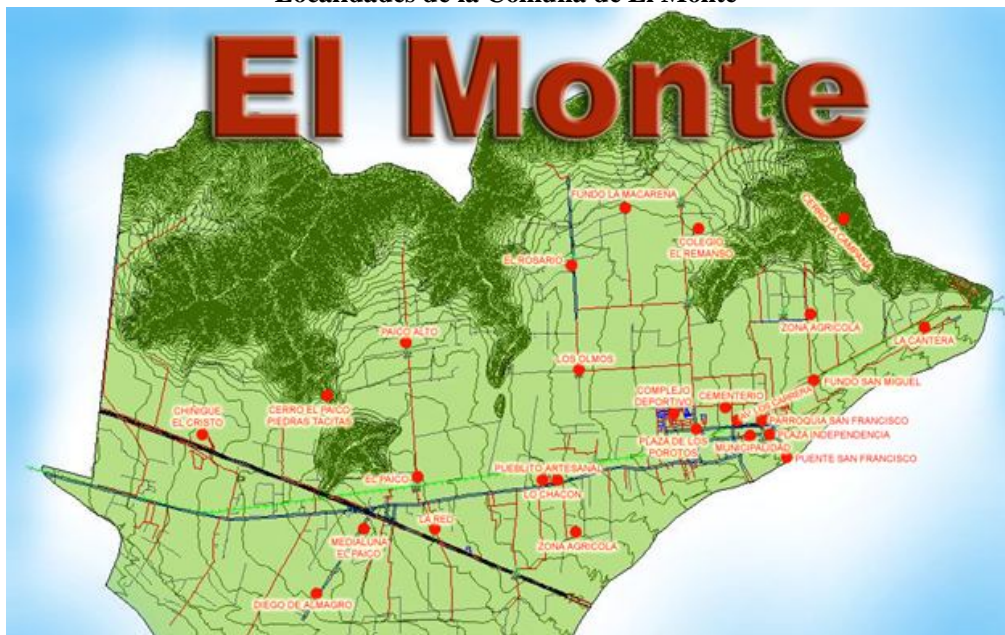 Localidades de la Comuna de El Monte
El Monte
FUNDO LA MACARENA
CERRO LA CAMPANA
COLEGIO
EL REMANSO
EL ROSARIO
ZONA AGRICOLA
LA CANTERA
PAICO ALTO
LOS OLMOS
FUNDO SAN MIGUEL
COMPLEJO
DEPORTIVO
CEMENTERIO
AV. LOS CARRERA
CERRO EL PAICO
PIEDRAS TACITAS
CHIÑIGUE
EL CRISTO
PARROQUIA SAN FRANCISCO
PLAZA DE LOS
POROTOS
PLAZA INDEPENDENCIA
MUNICIPALIDAD
PUENTE SAN FRANCISCO
EL PAICO
PUEBLITO ARTESANAL
LO CHACON
LA RED
MEDIALUNA
EL PAICO
ZONA AGRICOLA
DIEGO DE ALMAGRO